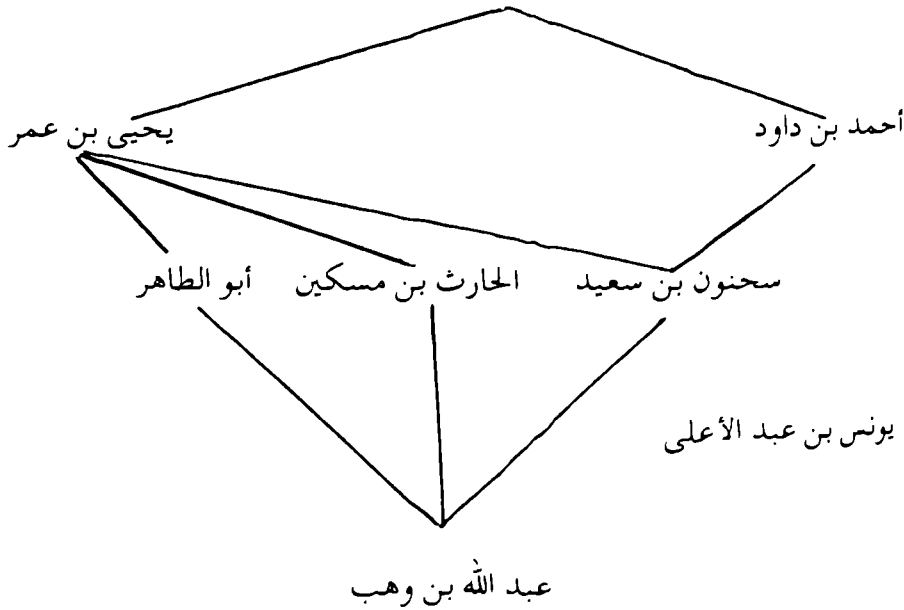 أحمد بن داود يحيى بن عمر
سحنون بن سعيد الحارث بن مسكين أبو الطاهر
يونس بن عبد الأعلى
عبد الله بن وهب